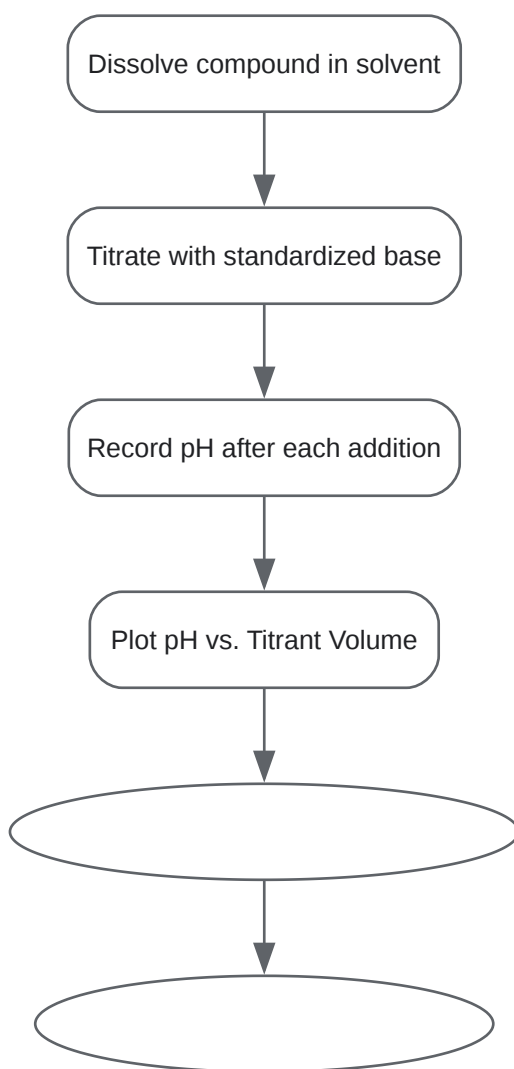 Dissolve compound in solvent
Titrate with standardized base
Record pH after each addition
Plot pH vs. Titrant Volume